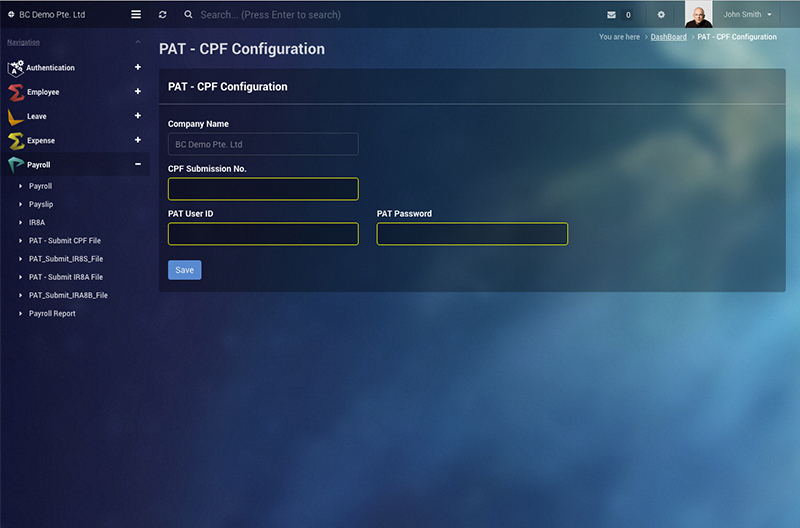 BC Demo Pte. Ltd
Search... (Press Enter to search)
0
John Smith
Navigation
Authentication
Employee
Leave
Expense
Payroll
Payroll
Payslip
IR8A
PAT - Submit CPF File
PAT_Submit_IR8S_File
PAT - Submit IR8A File
PAT_Submit_IRA8B_File
Payroll Report
PAT - CPF Configuration
You are here > DashBoard > PAT - CPF Configuration
PAT - CPF Configuration
Company Name
BC Demo Pte. Ltd
CPF Submission No.
PAT User ID
PAT Password
Save